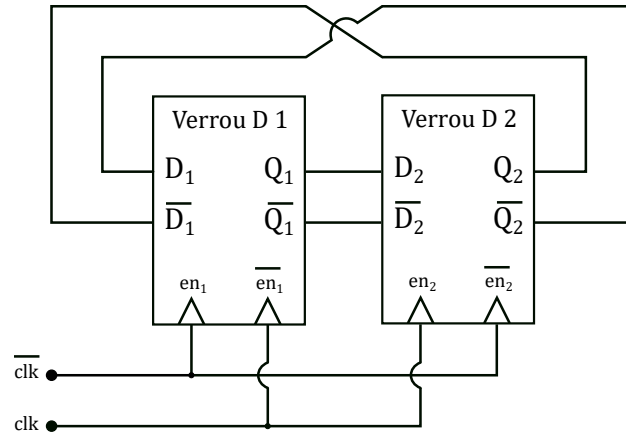 Verrou D 1 Verrou D 2
D₁ Q₁ D₂ Q₂
D̅₁ Q̅₁ D̅₂ Q̅₂
en₁ e̅n̅₁ en₂ e̅n̅₂
c̅l̅k̅
clk